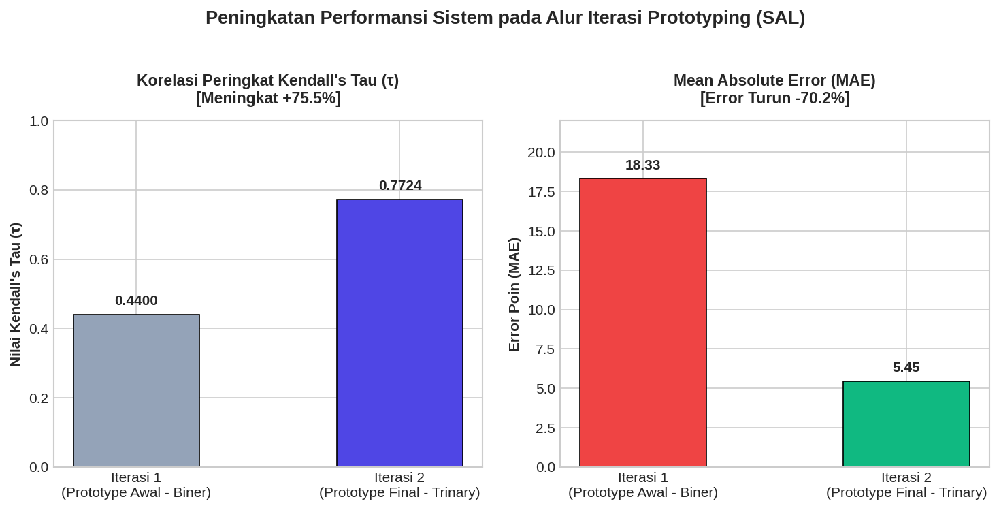 Peningkatan Performansi Sistem pada Alur Iterasi Prototyping (SAL)
Korelasi Peringkat Kendall's Tau (τ)
[Meningkat +75.5%]
Nilai Kendall's Tau (τ)
1.0
0.8
0.6
0.4
0.2
0.0
0.4400
0.7724
Iterasi 1
(Prototype Awal - Biner)
Iterasi 2
(Prototype Final - Trinary)
Mean Absolute Error (MAE)
[Error Turun -70.2%]
Error Poin (MAE)
20.0
17.5
15.0
12.5
10.0
7.5
5.0
2.5
0.0
18.33
5.45
Iterasi 1
(Prototype Awal - Biner)
Iterasi 2
(Prototype Final - Trinary)